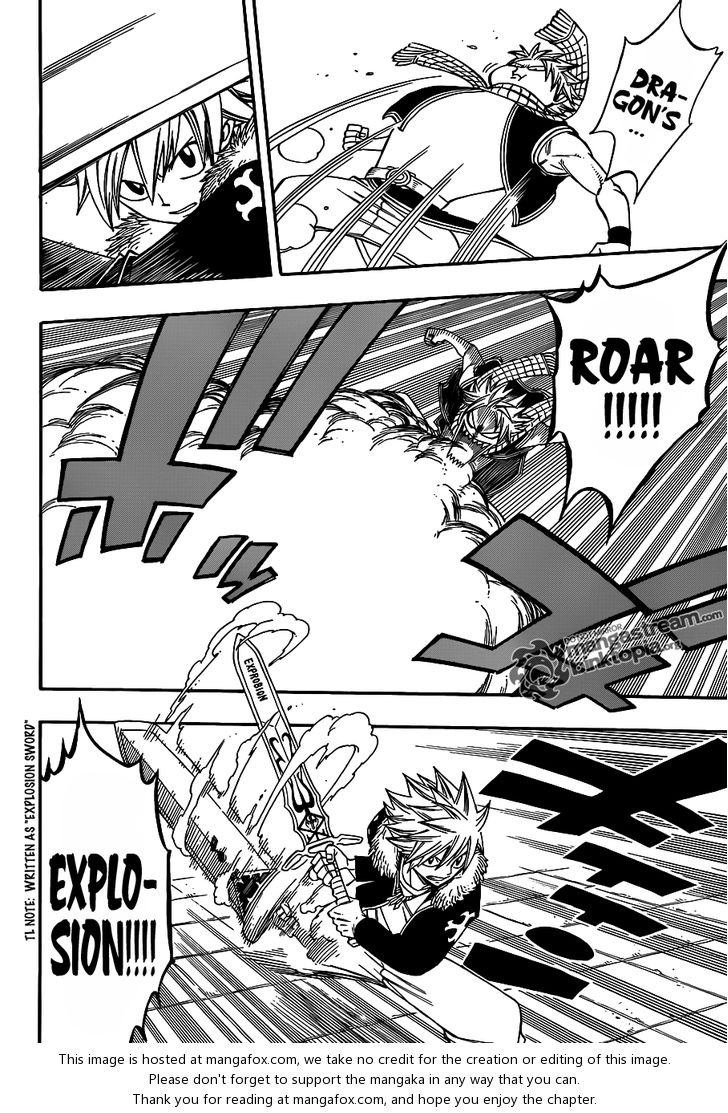 DRA-
GON'S
...
ROAR
!!!!!
mangastream.com
EXPROBION
TL NOTE: WRITTEN AS "EXPLOSION SWORD"
EXPLO-
SION!!!!
This image is hosted at mangafox.com, we take no credit for the creation or editing of this image.
Please don't forget to support the mangaka in any way that you can.
Thank you for reading at mangafox.com, and hope you enjoy the chapter.